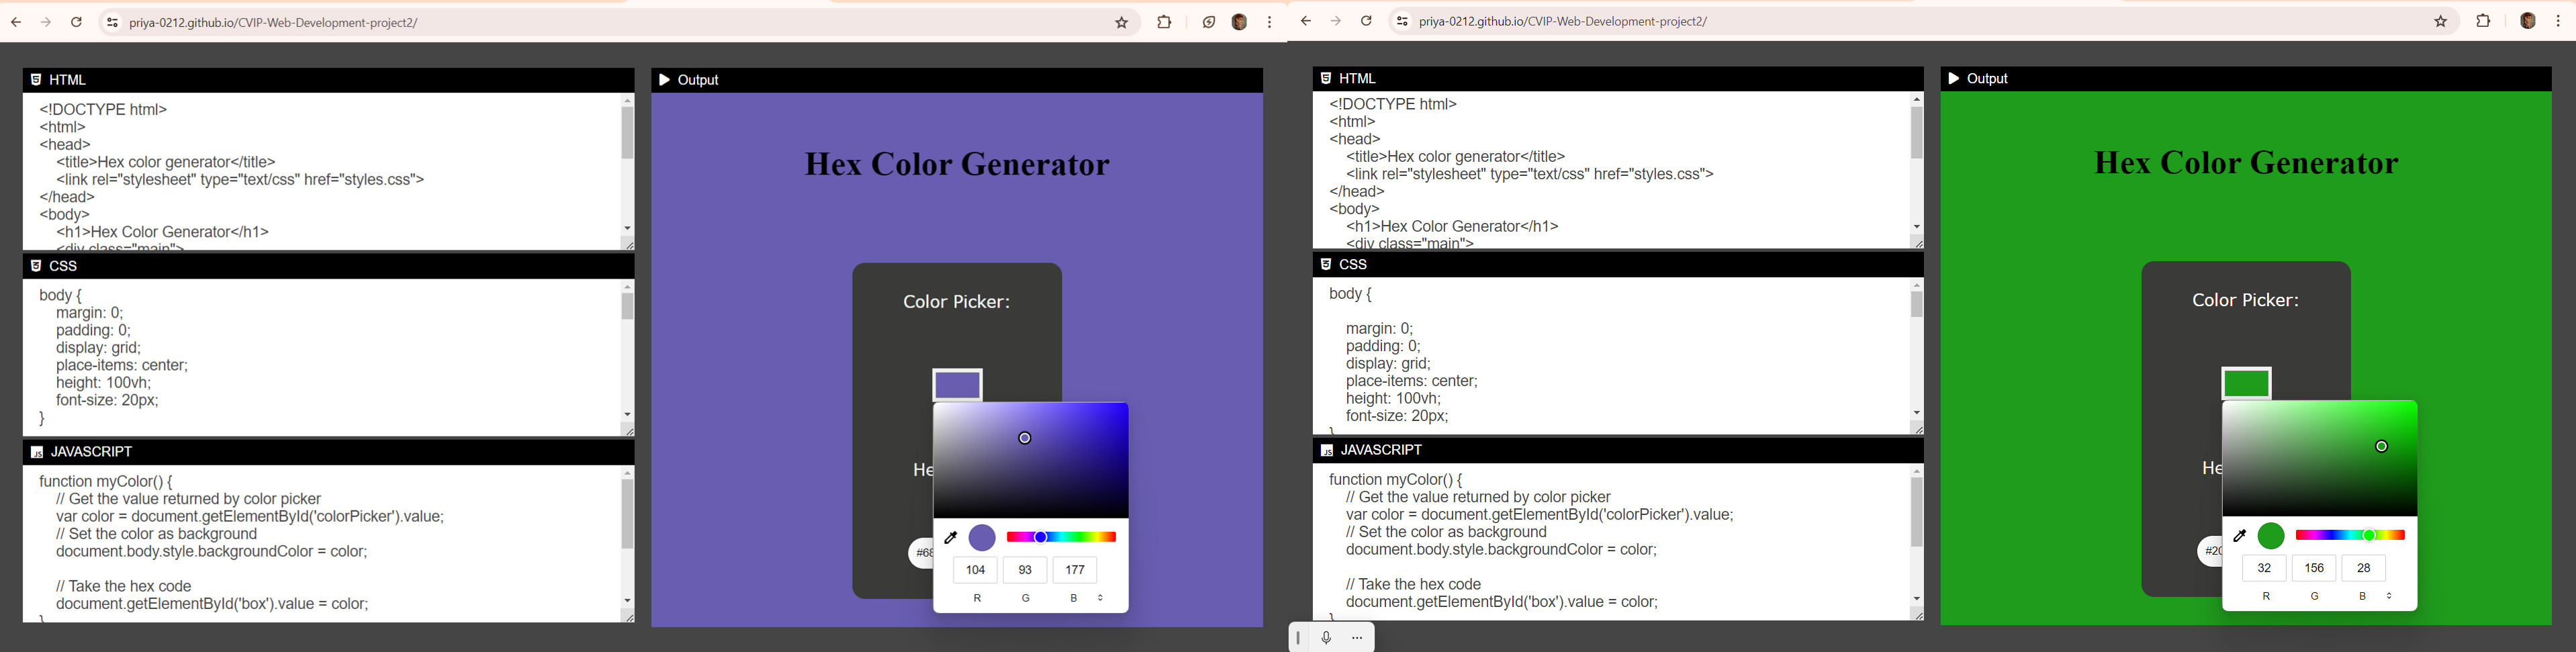 priya-0212.github.io/CVIP-Web-Development-project2/
HTML
<!DOCTYPE html>
<html>
<head>
<title>Hex color generator</title>
<link rel="stylesheet" type="text/css" href="styles.css">
</head>
<body>
<h1>Hex Color Generator</h1>
<div class="main">
CSS
body {
margin: 0;
padding: 0;
display: grid;
place-items: center;
height: 100vh;
font-size: 20px;
}
JAVASCRIPT
function myColor() {
// Get the value returned by color picker
var color = document.getElementById('colorPicker').value;
// Set the color as background
document.body.style.backgroundColor = color;
// Take the hex code
document.getElementById('box').value = color;
}
Output
Hex Color Generator
Color Picker:
He
#68
104 93 177
R G B
priya-0212.github.io/CVIP-Web-Development-project2/
HTML
<!DOCTYPE html>
<html>
<head>
<title>Hex color generator</title>
<link rel="stylesheet" type="text/css" href="styles.css">
</head>
<body>
<h1>Hex Color Generator</h1>
<div class="main">
CSS
body {
margin: 0;
padding: 0;
display: grid;
place-items: center;
height: 100vh;
font-size: 20px;
}
JAVASCRIPT
function myColor() {
// Get the value returned by color picker
var color = document.getElementById('colorPicker').value;
// Set the color as background
document.body.style.backgroundColor = color;
// Take the hex code
document.getElementById('box').value = color;
}
Output
Hex Color Generator
Color Picker:
He
#20
32 156 28
R G B